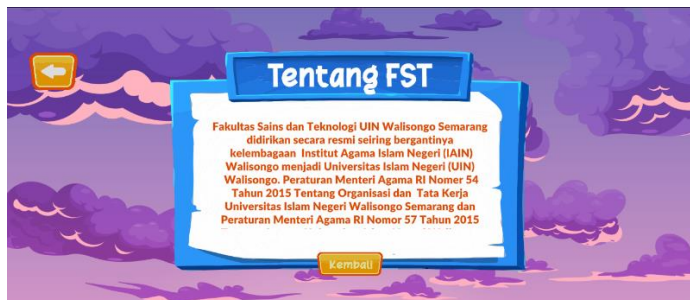 Tentang FST
Fakultas Sains dan Teknologi UIN Walisongo Semarang
didirikan secara resmi seiring bergantinya
kelembagaan Institut Agama Islam Negeri (IAIN)
Walisongo menjadi Universitas Islam Negeri (UIN)
Walisongo. Peraturan Menteri Agama RI Nomer 54
Tahun 2015 Tentang Organisasi dan Tata Kerja
Universitas Islam Negeri Walisongo Semarang dan
Peraturan Menteri Agama RI Nomor 57 Tahun 2015
Kembali